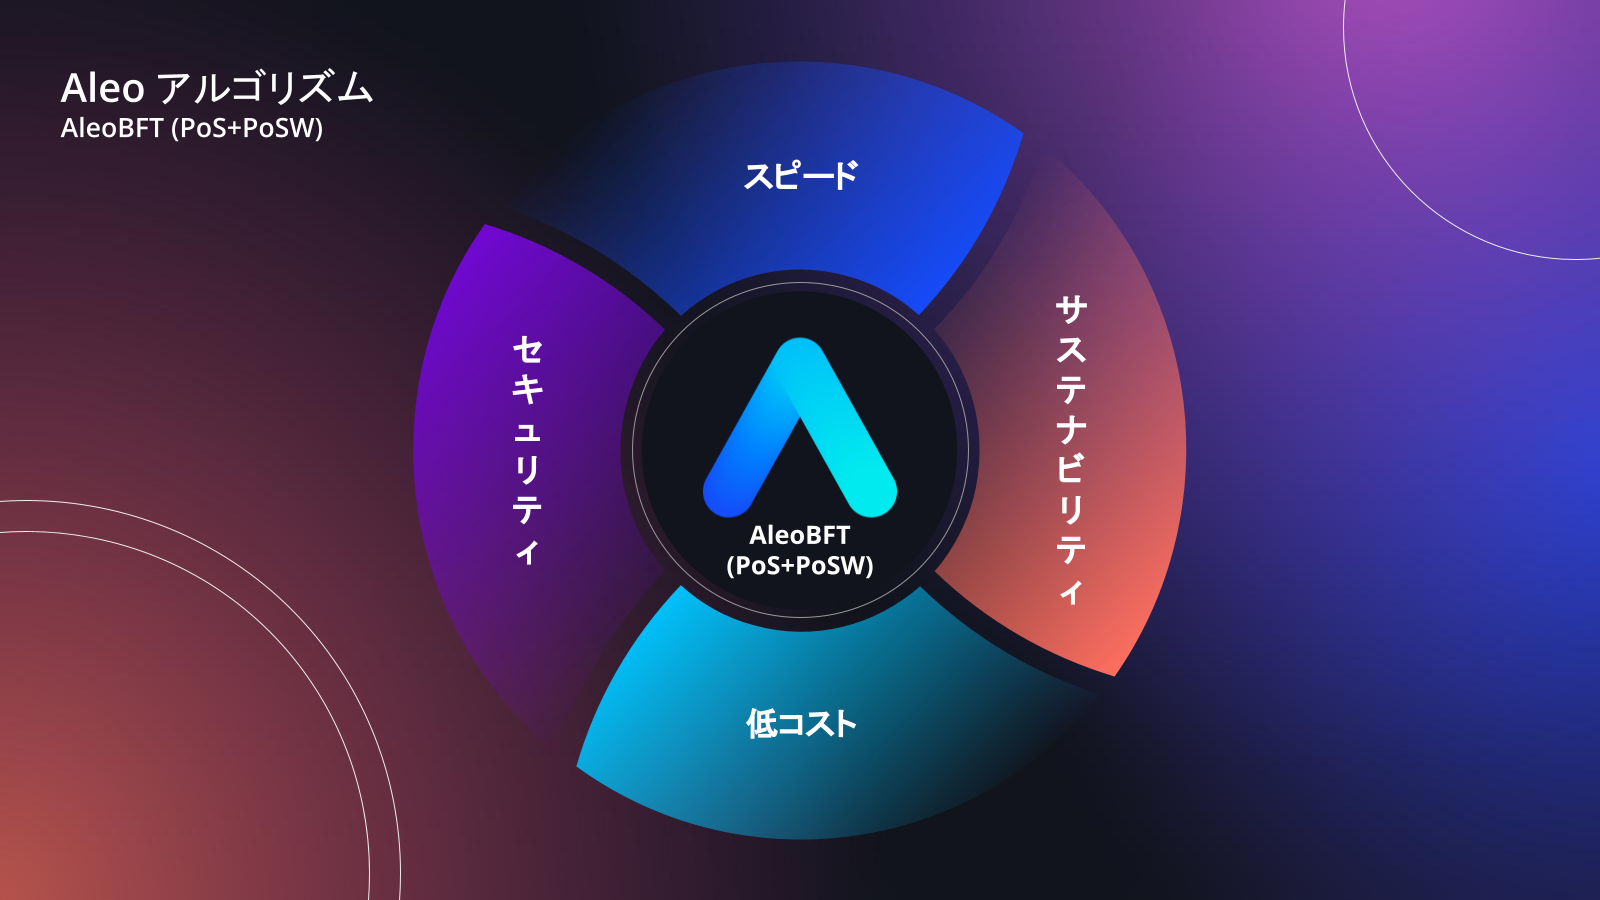 Aleo アルゴリズム
AleoBFT (PoS+PoSW)
スピード
セキュリティ
サステナビリティ
AleoBFT
(PoS+PoSW)
低コスト